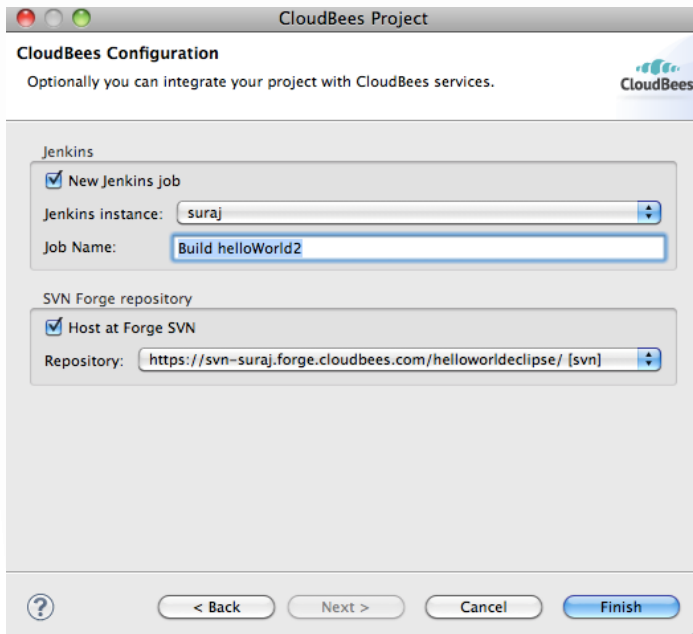 CloudBees Project
CloudBees Configuration
Optionally you can integrate your project with CloudBees services.
CloudBees
Jenkins
New Jenkins job
Jenkins instance: suraj
Job Name: Build helloWorld2
SVN Forge repository
Host at Forge SVN
Repository: https://svn-suraj.forge.cloudbees.com/helloworldeclipse/ [svn]
? < Back Next > Cancel Finish